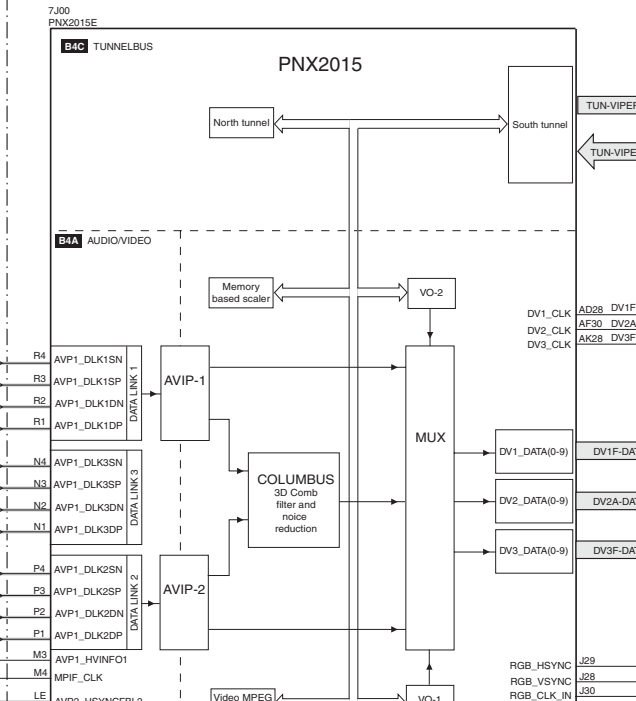 7J00
PNX2015E
B4C TUNNELBUS
PNX2015
North tunnel
South tunnel
TUN-VIPER
TUN-VIPE
B4A AUDIO/VIDEO
Memory
based scaler
VO-2
DV1_CLK AD28 DV1F
DV2_CLK AF30 DV2A
DV3_CLK AK28 DV3F
R4 AVP1_DLK1SN
R3 AVP1_DLK1SP
R2 AVP1_DLK1DN
R1 AVP1_DLK1DP
DATA LINK 1
AVIP-1
MUX
N4 AVP1_DLK3SN
N3 AVP1_DLK3SP
N2 AVP1_DLK3DN
N1 AVP1_DLK3DP
DATA LINK 3
COLUMBUS
3D Comb
filter and
noice
reduction
DV1_DATA(0-9) DV1F-DAT
DV2_DATA(0-9) DV2A-DA
DV3_DATA(0-9) DV3F-DA
P4 AVP1_DLK2SN
P3 AVP1_DLK2SP
P2 AVP1_DLK2DN
P1 AVP1_DLK2DP
DATA LINK 2
AVIP-2
M3 AVP1_HVINFO1
M4 MPIF_CLK
LE AVP2_HSYNCFBL2
Video MPEG
VO-1
RGB_HSYNC J29
RGB_VSYNC J28
RGB_CLK_IN J30